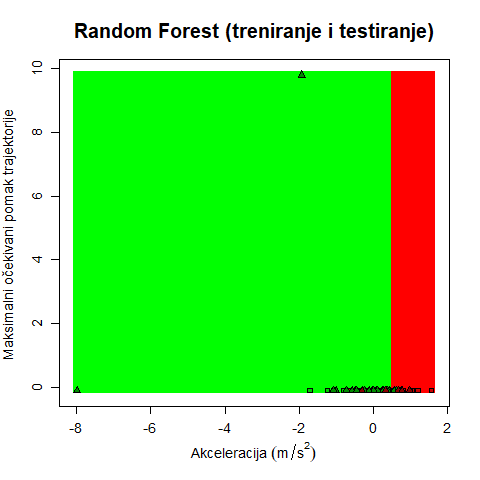 Random Forest (treniranje i testiranje)
Maksimalni očekivani pomak trajektorije
10
8
6
4
2
0
-8 -6 -4 -2 0 2
Akceleracija (m/s²)